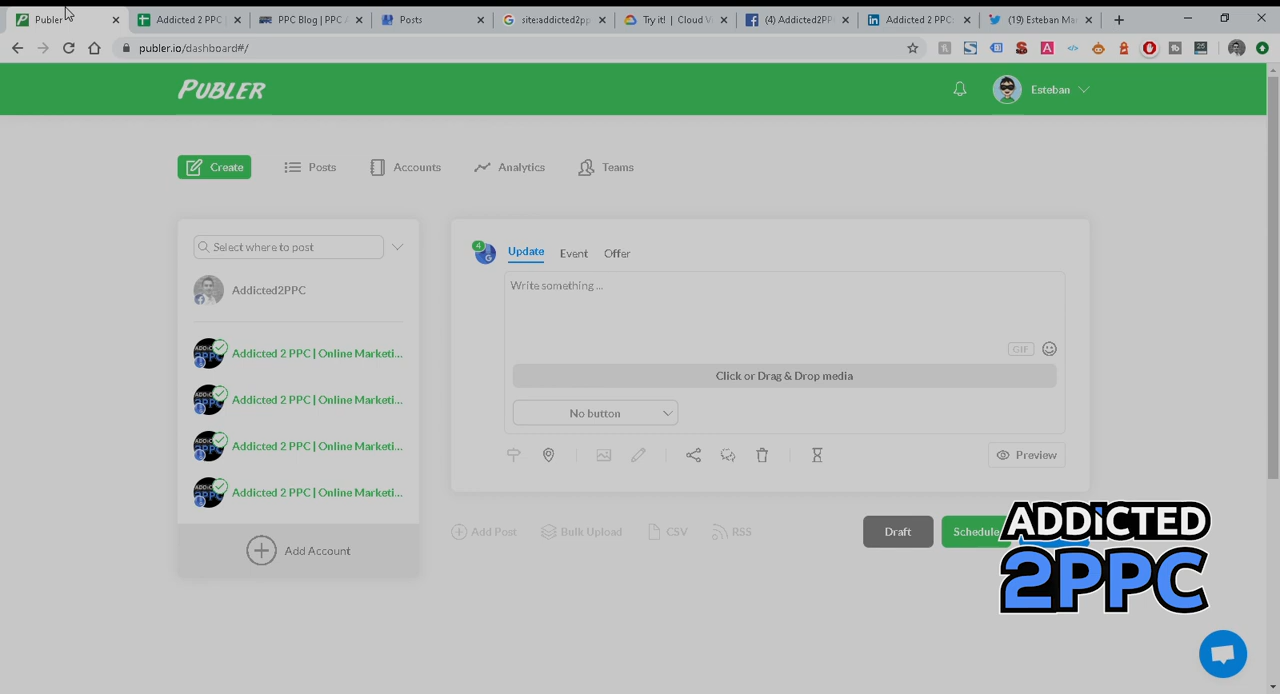 Publer
Addicted 2 PPC |
PPC Blog | PPC
Posts
site:addicted2pp
Try it! | Cloud V
(4) Addicted2PP
Addicted 2 PPC:
(19) Esteban Ma
publer.io/dashboard#/
PUBLER
Esteban
Create
Posts
Accounts
Analytics
Teams
Select where to post
Addicted2PPC
Addicted 2 PPC | Online Marketi...
Addicted 2 PPC | Online Marketi...
Addicted 2 PPC | Online Marketi...
Addicted 2 PPC | Online Marketi...
Add Account
4
Update
Event
Offer
Write something ...
GIF
Click or Drag & Drop media
No button
Preview
Add Post
Bulk Upload
CSV
RSS
Draft
Schedule
ADDiCTED
2PPC